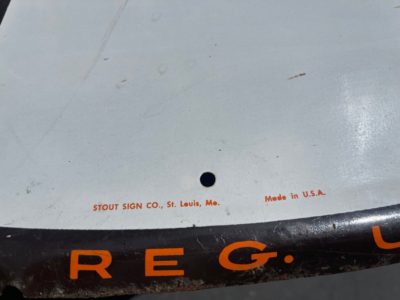 STOUT SIGN CO., St. Louis, Mo. Made in U.S.A.
REG. U